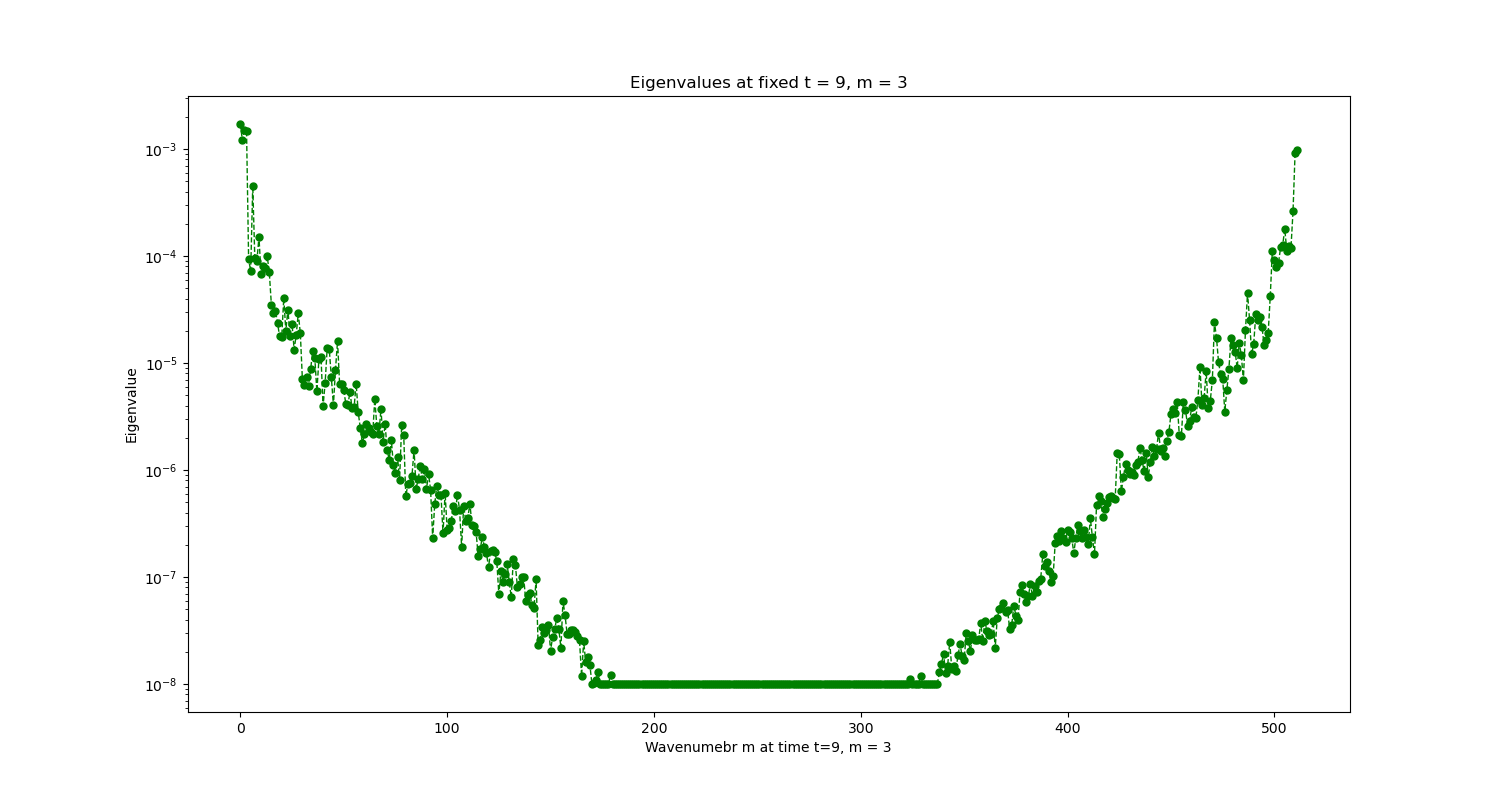 Eigenvalues at fixed t = 9, m = 3
10⁻³
10⁻⁴
10⁻⁵
10⁻⁶
10⁻⁷
10⁻⁸
Eigenvalue
0 100 200 300 400 500
Wavenumebr m at time t=9, m = 3